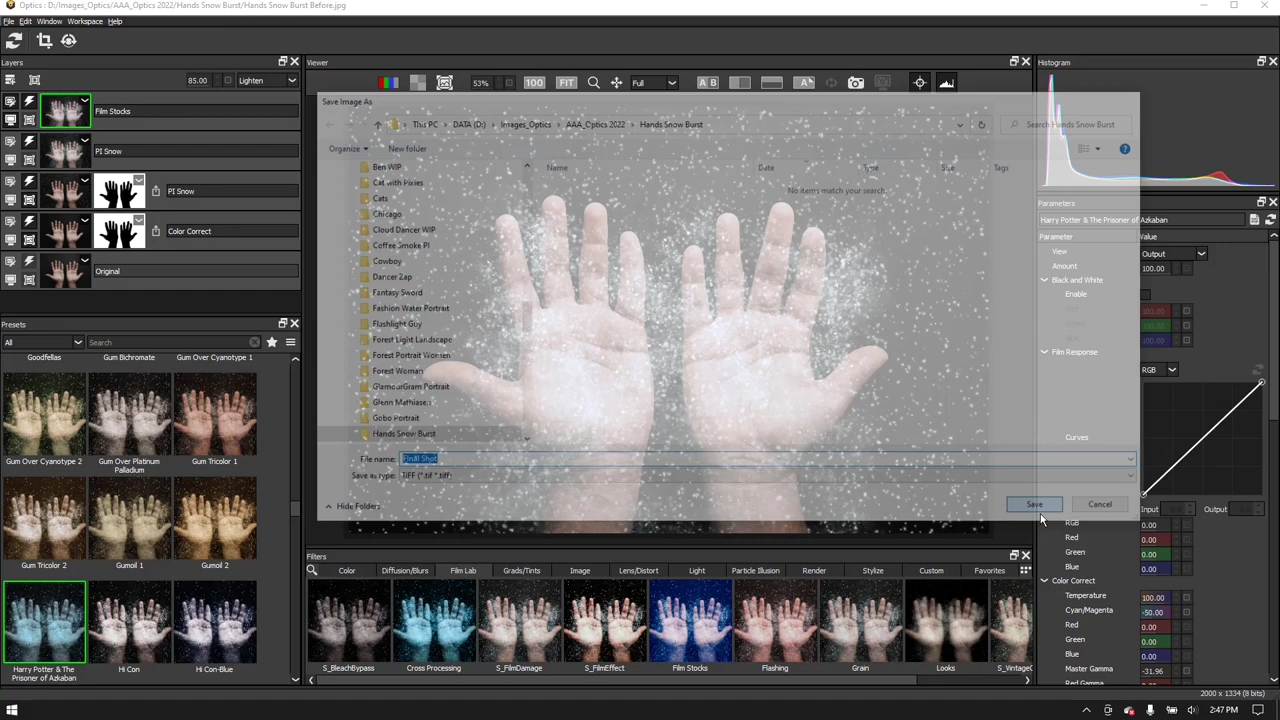 Optics : D:/Images_Optics/AAA_Optics 2022/Hands Snow Burst/Hands Snow Burst Before.jpg
File Edit Window Workspace Help
Layers
85.00 Lighten
Film Stocks
PI Snow
PI Snow
Color Correct
Original
Presets
All Search
Goodfellas Gum Bichromate Gum Over Cyanotype 1
Gum Over Cyanotype 2 Gum Over Platinum Palladium Gum Tricolor 1
Gum Tricolor 2 Gumoil 1 Gumoil 2
Harry Potter & The Prisoner of Azkaban Hi Con Hi Con-Blue
Viewer
53% 100 FIT Full A B A
Save Image As
This PC DATA (D:) Images_Optics AAA_Optics 2022 Hands Snow Burst Search Hands Snow Burst
Organize New folder
Name Date Type Size Tags
No items match your search.
Ben WIP
Cat with Pixies
Cats
Chicago
Cloud Dancer WIP
Coffee Smoke PI
Cowboy
Dancer Zap
Fantasy Sword
Fashion Water Portrait
Flashlight Guy
Forest Light Landscape
Forest Portrait Women
Forest Woman
GlamourGram Portrait
Glenn Mathiasen
Gobo Portrait
Hands Snow Burst
File name: Final Shot
Save as type: TIFF (*.tif *.tiff)
Hide Folders Save Cancel
Filters
Color Diffusion/Blurs Film Lab Grads/Tints Image Lens/Distort Light Particle Illusion Render Stylize Custom Favorites
S_BleachBypass Cross Processing S_FilmDamage S_FilmEffect Film Stocks Flashing Grain Looks S_Vintage
Histogram
Parameters
Harry Potter & The Prisoner of Azkaban
Parameter Value
View Output
Amount 100.00
Black and White
Enable
300.00
300.00
Film Response
RGB
Curves
Input Output
RGB 0.00
Red 0.00
Green 0.00
Blue 0.00
Color Correct
Temperature 100.00
Cyan/Magenta -50.00
Red 0.00
Green 0.00
Blue 0.00
Master Gamma -31.96
Red Gamma
2000 x 1334 (8 bits)
2:47 PM